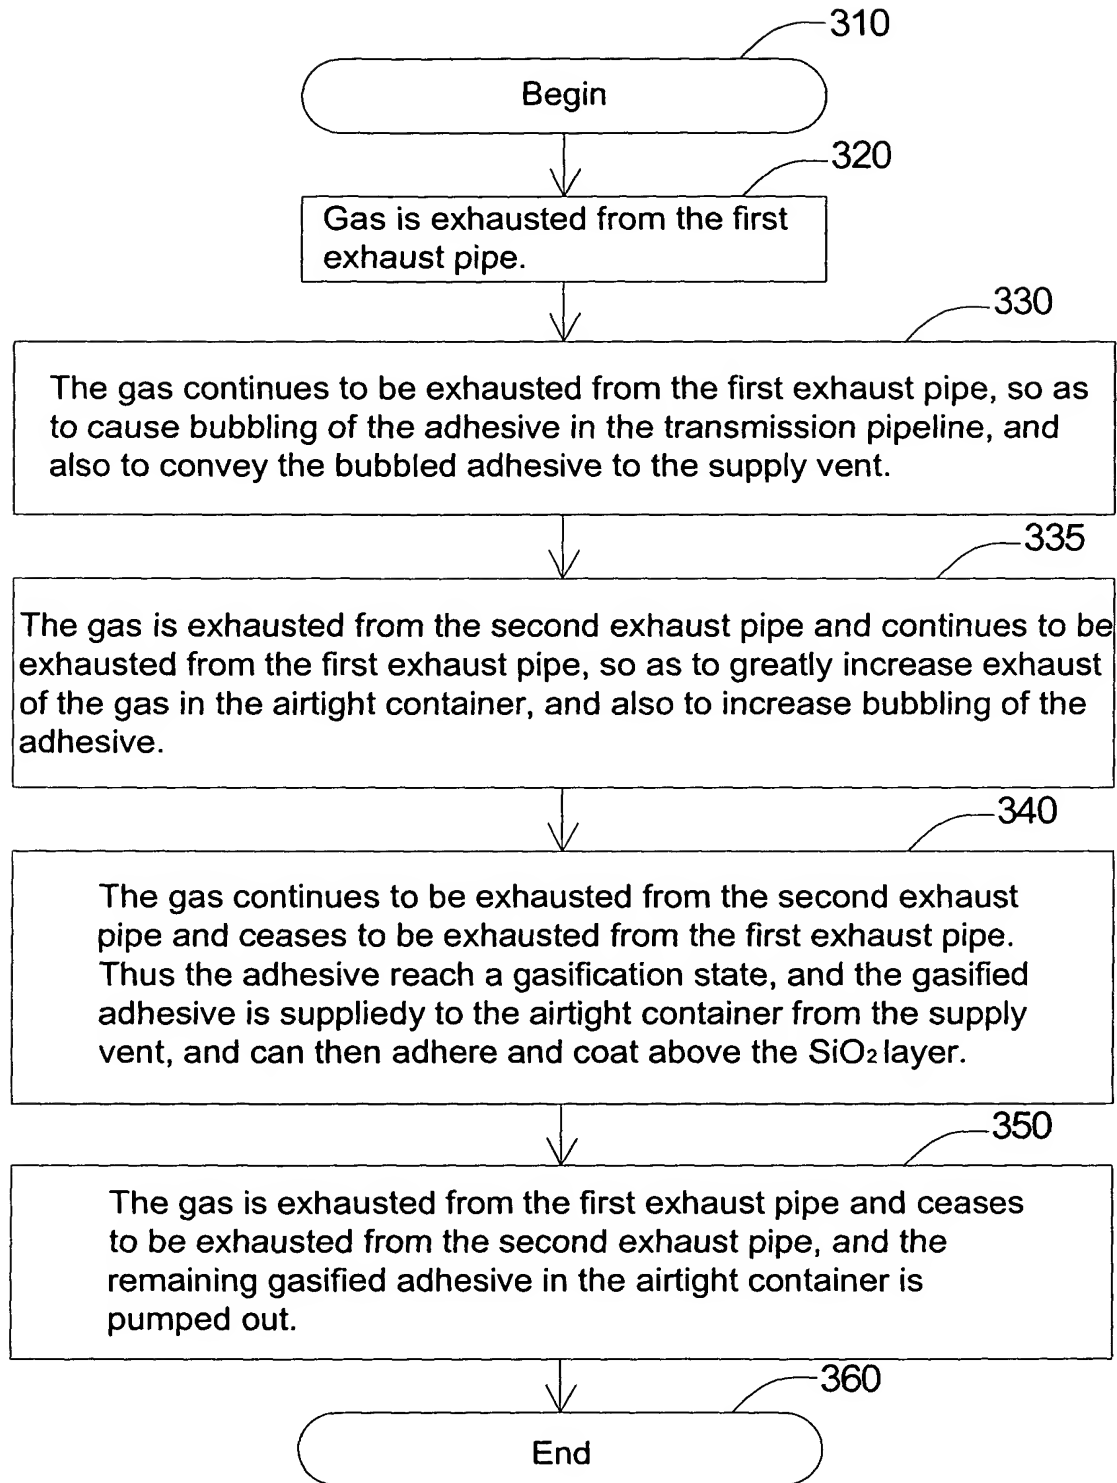 310
Begin
320
Gas is exhausted from the first
exhaust pipe.
330
The gas continues to be exhausted from the first exhaust pipe, so as
to cause bubbling of the adhesive in the transmission pipeline, and
also to convey the bubbled adhesive to the supply vent.
335
The gas is exhausted from the second exhaust pipe and continues to be
exhausted from the first exhaust pipe, so as to greatly increase exhaust
of the gas in the airtight container, and also to increase bubbling of the
adhesive.
340
The gas continues to be exhausted from the second exhaust
pipe and ceases to be exhausted from the first exhaust pipe.
Thus the adhesive reach a gasification state, and the gasified
adhesive is suppliedy to the airtight container from the supply
vent, and can then adhere and coat above the SiO₂ layer.
350
The gas is exhausted from the first exhaust pipe and ceases
to be exhausted from the second exhaust pipe, and the
remaining gasified adhesive in the airtight container is
pumped out.
360
End